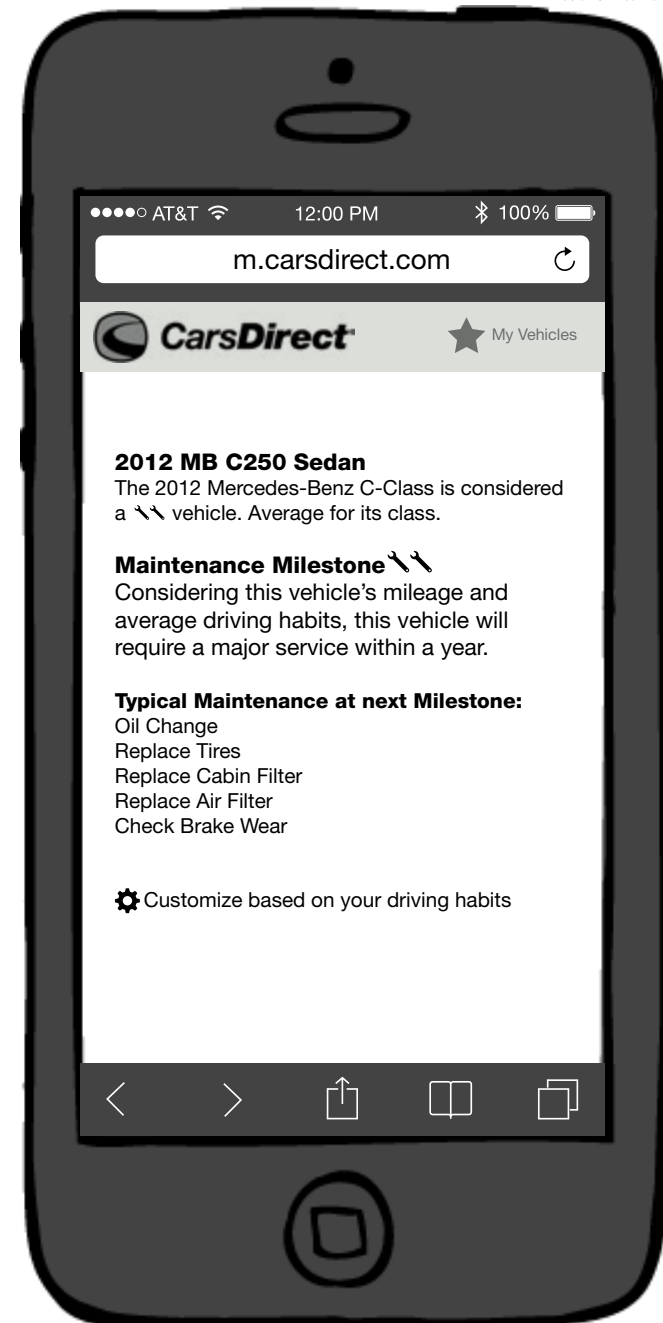 AT&T 12:00 PM 100%
m.carsdirect.com
CarsDirect My Vehicles
2012 MB C250 Sedan
The 2012 Mercedes-Benz C-Class is considered
a vehicle. Average for its class.
Maintenance Milestone
Considering this vehicle’s mileage and
average driving habits, this vehicle will
require a major service within a year.
Typical Maintenance at next Milestone:
Oil Change
Replace Tires
Replace Cabin Filter
Replace Air Filter
Check Brake Wear
Customize based on your driving habits